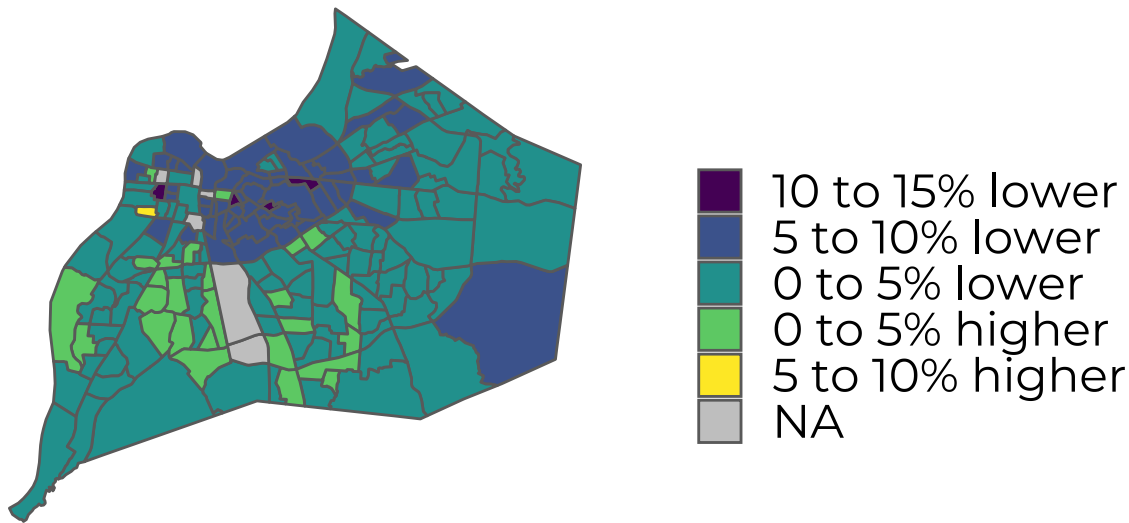 10 to 15% lower
5 to 10% lower
0 to 5% lower
0 to 5% higher
5 to 10% higher
NA